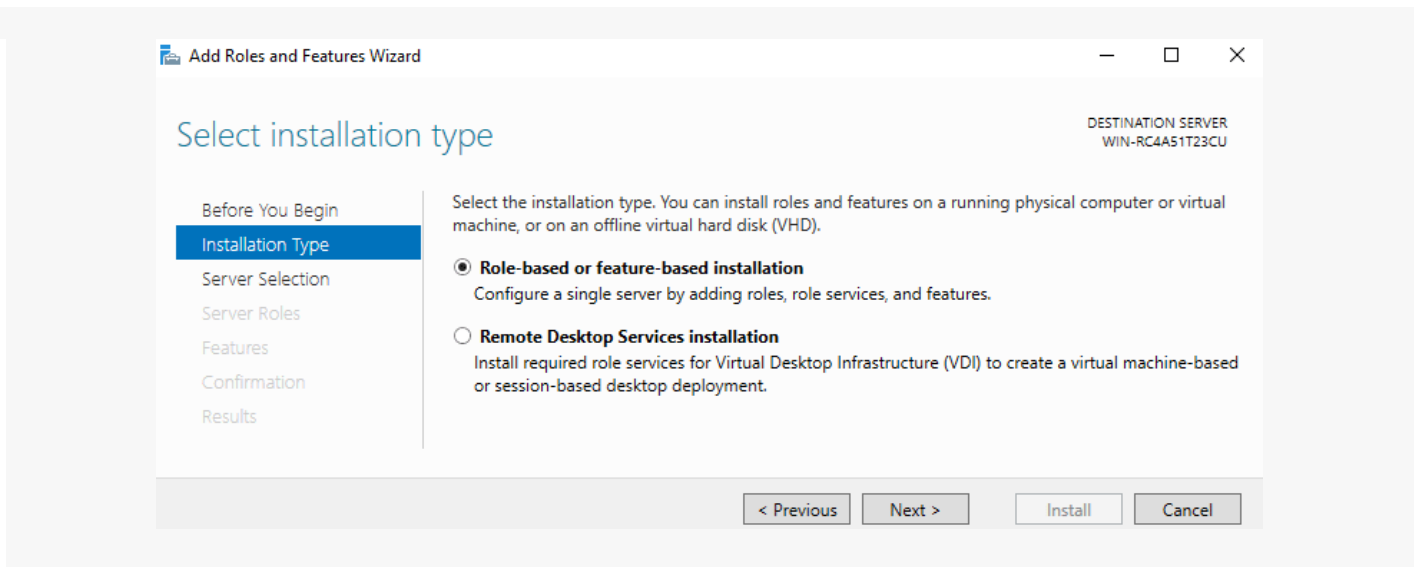 Add Roles and Features Wizard
Select installation type
DESTINATION SERVER
WIN-RC4A51T23CU
Before You Begin
Installation Type
Server Selection
Server Roles
Features
Confirmation
Results
Select the installation type. You can install roles and features on a running physical computer or virtual
machine, or on an offline virtual hard disk (VHD).
Role-based or feature-based installation
Configure a single server by adding roles, role services, and features.
Remote Desktop Services installation
Install required role services for Virtual Desktop Infrastructure (VDI) to create a virtual machine-based
or session-based desktop deployment.
< Previous
Next >
Install
Cancel